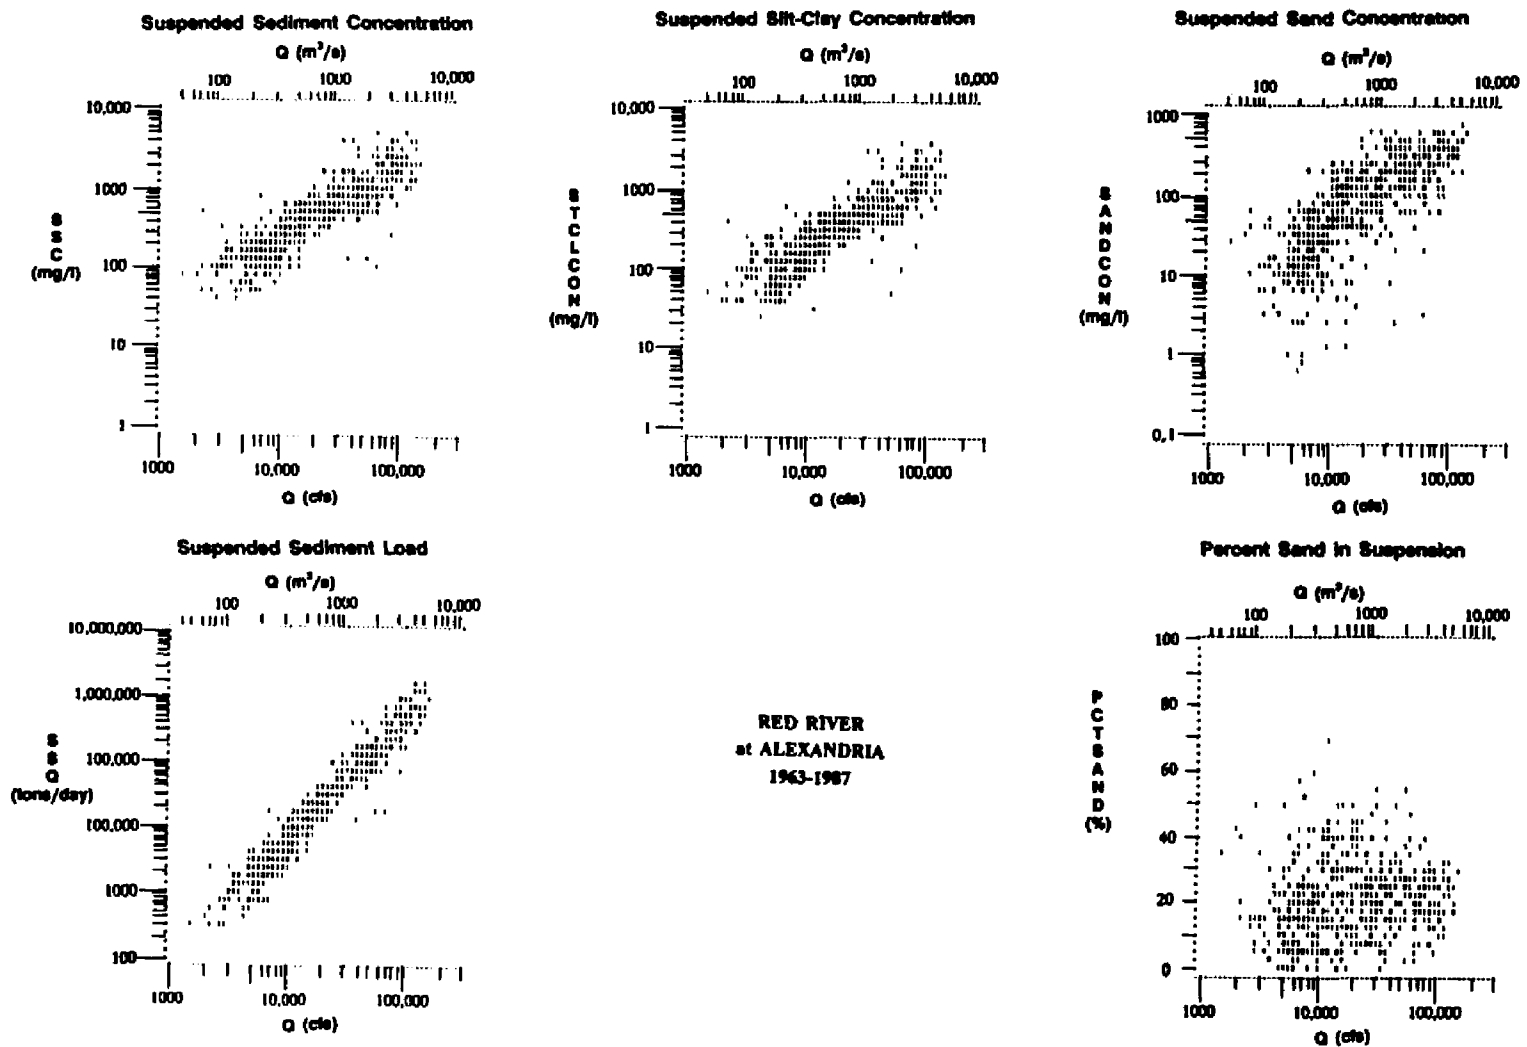 Suspended Sediment Concentration
Q (m³/s)
100 1000 10,000
10,000
1000
100
10
1
SSC
(mg/l)
1000 10,000 100,000
Q (cfs)
Suspended Silt-Clay Concentration
Q (m³/s)
100 1000 10,000
10,000
1000
100
10
1
STCLCON
(mg/l)
1000 10,000 100,000
Q (cfs)
Suspended Sand Concentration
Q (m³/s)
100 1000 10,000
1000
100
10
1
0.1
SANDCON
(mg/l)
1000 10,000 100,000
Q (cfs)
Suspended Sediment Load
Q (m³/s)
100 1000 10,000
10,000,000
1,000,000
100,000
100,000
1000
100
SSQ
(tons/day)
1000 10,000 100,000
Q (cfs)
RED RIVER
at ALEXANDRIA
1963-1987
Percent Sand in Suspension
Q (m³/s)
100 1000 10,000
100
80
60
40
20
0
PCTSAND
(%)
1000 10,000 100,000
Q (cfs)